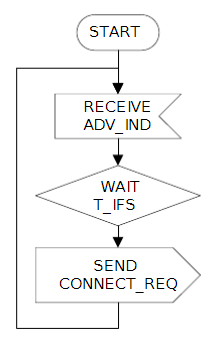 START
RECEIVE
ADV_IND
WAIT
T_IFS
SEND
CONNECT_REQ